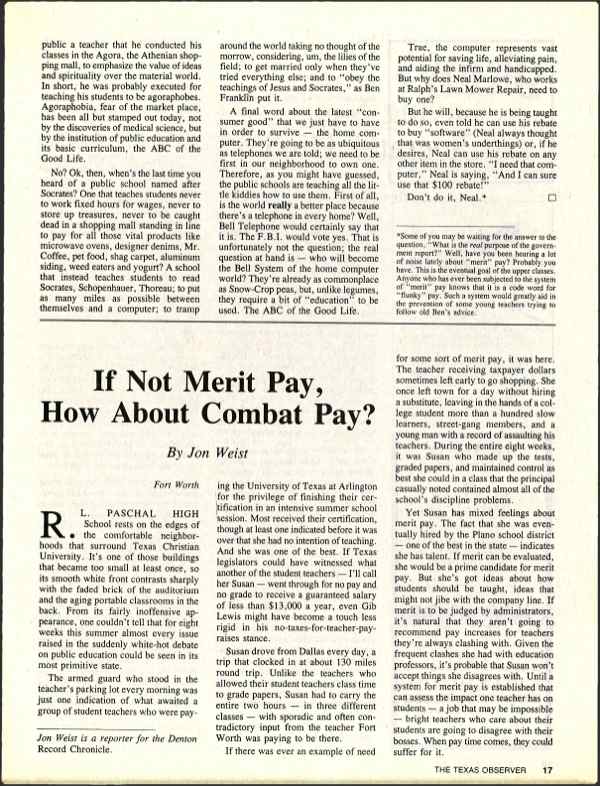 public a teacher that he conducted his
classes in the Agora, the Athenian shop-
ping mall, to emphasize the value of ideas
and spirituality over the material world.
In short, he was probably executed for
teaching his students to be agoraphobes.
Agoraphobia, fear of the market place,
has been all but stamped out today, not
by the discoveries of medical science, but
by the institution of public education and
its basic curriculum, the ABC of the
Good Life.
No? Ok, then, when's the last time you
heard of a public school named after
Socrates? One that teaches students never
to work fixed hours for wages, never to
store up treasures, never to be caught
dead in a shopping mall standing in line
to pay for all those vital products like
microwave ovens, designer denims, Mr.
Coffee, pet food, shag carpet, aluminum
siding, weed eaters and yogurt? A school
that instead teaches students to read
Socrates, Schopenhauer, Thoreau; to put
as many miles as possible between
themselves and a computer; to tramp
around the world taking no thought of the
morrow, considering, um, the lilies of the
field; to get married only when they've
tried everything else; and to "obey the
teachings of Jesus and Socrates," as Ben
Franklin put it.
A final word about the latest "con-
sumer good" that we just have to have
in order to survive — the home com-
puter. They're going to be as ubiquitous
as telephones we are told; we need to be
first in our neighborhood to own one.
Therefore, as you might have guessed,
the public schools are teaching all the lit-
tle kiddies how to use them. First of all,
is the world really a better place because
there's a telephone in every home? Well,
Bell Telephone would certainly say that
it is. The F.B.I. would vote yes. That is
unfortunately not the question; the real
question at hand is — who will become
the Bell System of the home computer
world? They're already as commonplace
as Snow-Crop peas, but, unlike legumes,
they require a bit of "education" to be
used. The ABC of the Good Life.
True, the computer represents vast
potential for saving life, alleviating pain,
and aiding the infirm and handicapped.
But why does Neal Marlowe, who works
at Ralph's Lawn Mower Repair, need to
buy one?
But he will, because he is being taught
to do so, even told he can use his rebate
to buy "software" (Neal always thought
that was women's underthings) or, if he
desires, Neal can use his rebate on any
other item in the store. "I need that com-
puter," Neal is saying, "And I can sure
use that $100 rebate!"
Don't do it, Neal.*
*Some of you may be waiting for the answer to the
question, "What is the real purpose of the govern-
ment report?" Well, have you been hearing a lot
of noise lately about "merit" pay? Probably you
have. This is the eventual goal of the upper classes.
Anyone who has ever been subjected to the system
of "merit" pay knows that it is a code word for
"flunky" pay. Such a system would greatly aid in
the prevention of some young teachers trying to
follow old Ben's advice.
If Not Merit Pay,
How About Combat Pay?
By Jon Weist
Fort Worth
R. L. PASCHAL HIGH
School rests on the edges of
the comfortable neighbor-
hoods that surround Texas Christian
University. It's one of those buildings
that became too small at least once, so
its smooth white front contrasts sharply
with the faded brick of the auditorium
and the aging portable classrooms in the
back. From its fairly inoffensive ap-
pearance, one couldn't tell that for eight
weeks this summer almost every issue
raised in the suddenly white-hot debate
on public education could be seen in its
most primitive state.
The armed guard who stood in the
teacher's parking lot every morning was
just one indication of what awaited a
group of student teachers who were pay-
Jon Weist is a reporter for the Denton
Record Chronicle.
ing the University of Texas at Arlington
for the privilege of finishing their cer-
tification in an intensive summer school
session. Most received their certification,
though at least one indicated before it was
over that she had no intention of teaching.
And she was one of the best. If Texas
legislators could have witnessed what
another of the student teachers — I'll call
her Susan — went through for no pay and
no grade to receive a guaranteed salary
of less than $13,000 a year, even Gib
Lewis might have become a touch less
rigid in his no-taxes-for-teacher-pay-
raises stance.
Susan drove from Dallas every day, a
trip that clocked in at about 130 miles
round trip. Unlike the teachers who
allowed their student teachers class time
to grade papers, Susan had to carry the
entire two hours — in three different
classes — with sporadic and often con-
tradictory input from the teacher Fort
Worth was paying to be there.
If there was ever an example of need
for some sort of merit pay, it was here.
The teacher receiving taxpayer dollars
sometimes left early to go shopping. She
once left town for a day without hiring
a substitute, leaving in the hands of a col-
lege student more than a hundred slow
learners, street-gang members, and a
young man with a record of assaulting his
teachers. During the entire eight weeks,
it was Susan who made up the tests,
graded papers, and maintained control as
best she could in a class that the principal
casually noted contained almost all of the
school's discipline problems.
Yet Susan has mixed feelings about
merit pay. The fact that she was even-
tually hired by the Plano school district
— one of the best in the state — indicates
she has talent. If merit can be evaluated,
she would be a prime candidate for merit
pay. But she's got ideas about how
students should be taught, ideas that
might not jibe with the company line. If
merit is to be judged by administrators,
it's natural that they aren't going to
recommend pay increases for teachers
they're always clashing with. Given the
frequent clashes she had with education
professors, it's probable that Susan won't
accept things she disagrees with. Until a
system for merit pay is established that
can assess the impact one teacher has on
students — a job that may be impossible
— bright teachers who care about their
students are going to disagree with their
bosses. When pay time comes, they could
suffer for it.
THE TEXAS OBSERVER 17